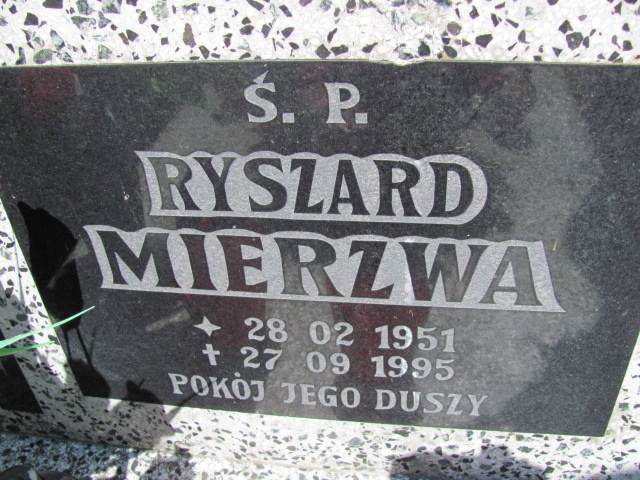 Ś. P.
RYSZARD
MIERZWA
✦ 28 02 1951
✝ 27 09 1995
POKÓJ JEGO DUSZY